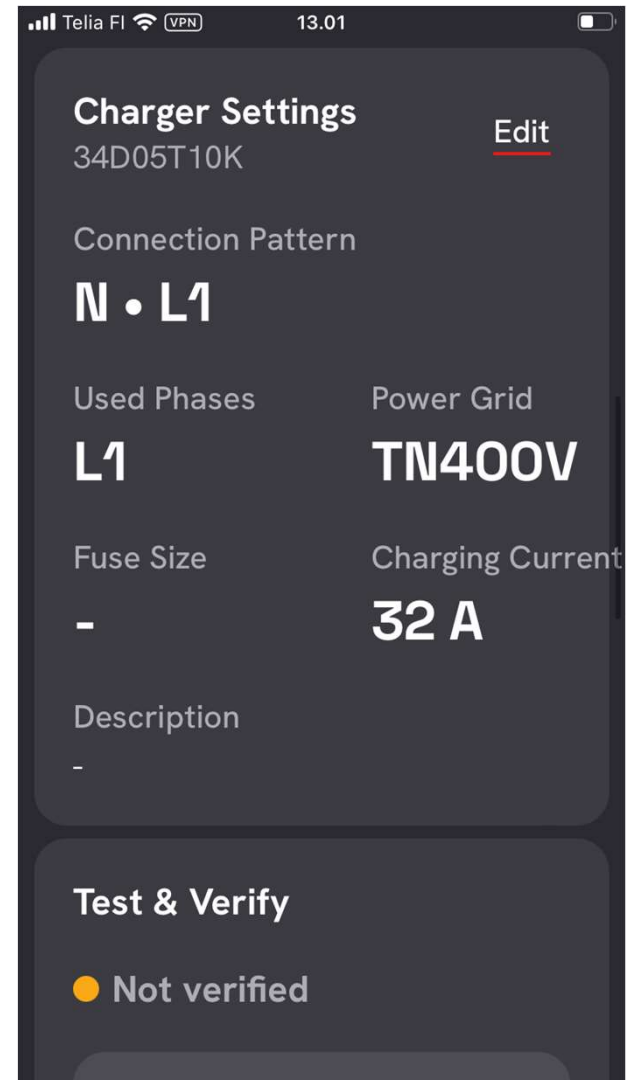 Telia FI VPN 13.01
Charger Settings
Edit
34D05T10K
Connection Pattern
N • L1
Used Phases
Power Grid
L1
TN400V
Fuse Size
Charging Current
-
32 A
Description
-
Test & Verify
Not verified